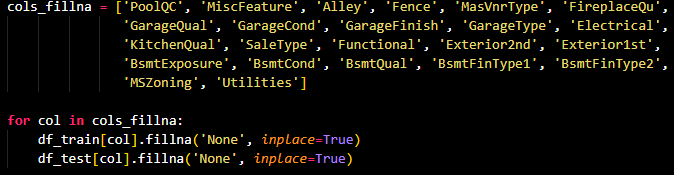 cols_fillna = ['PoolQC', 'MiscFeature', 'Alley', 'Fence', 'MasVnrType', 'FireplaceQu',
'GarageQual', 'GarageCond', 'GarageFinish', 'GarageType', 'Electrical',
'KitchenQual', 'SaleType', 'Functional', 'Exterior2nd', 'Exterior1st',
'BsmtExposure', 'BsmtCond', 'BsmtQual', 'BsmtFinType1', 'BsmtFinType2',
'MSZoning', 'Utilities']
for col in cols_fillna:
df_train[col].fillna('None', inplace=True)
df_test[col].fillna('None', inplace=True)